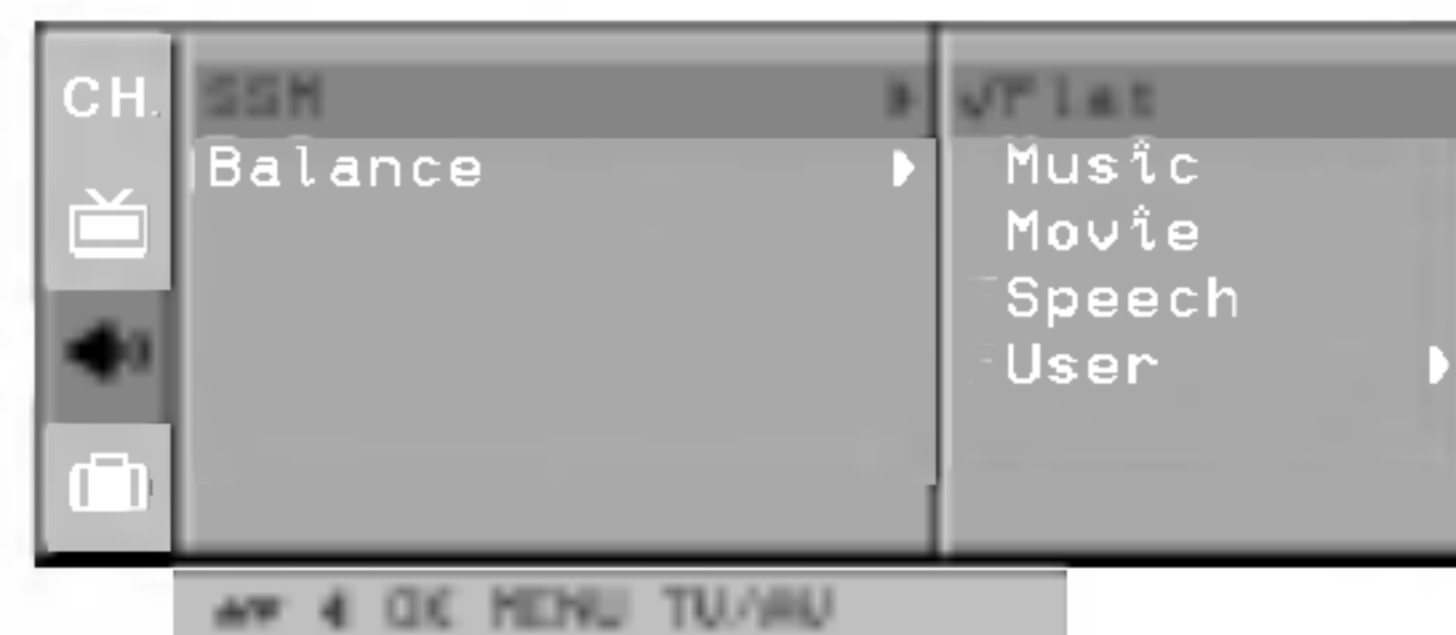 CH.
SSM
Balance
✓Flat
Music
Movie
Speech
User
OK MENU TV/AV